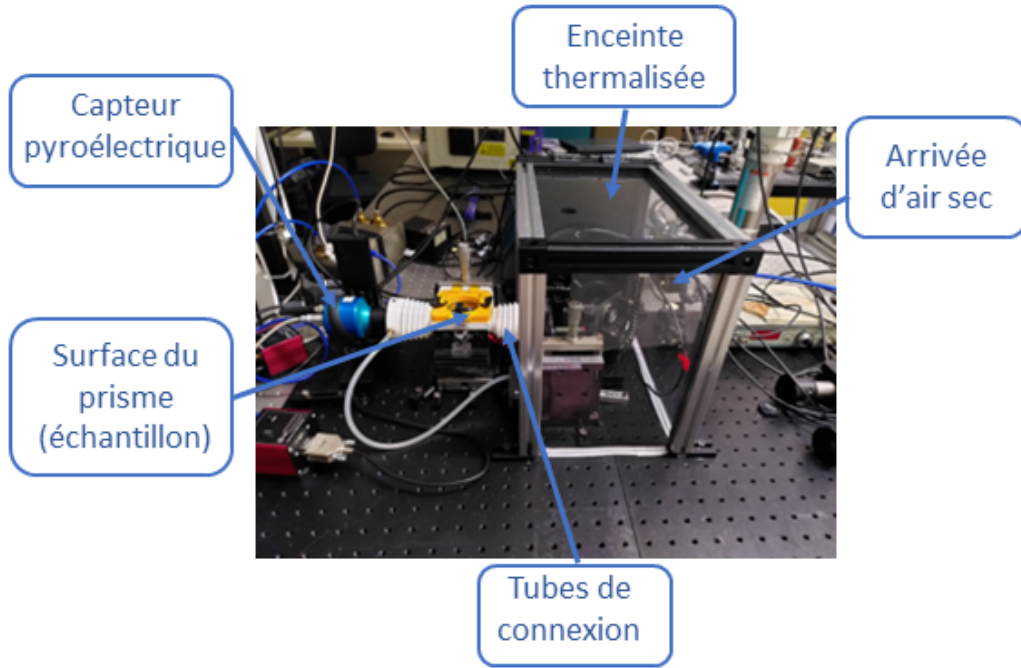 Enceinte
thermalisée
Capteur
pyroélectrique
Arrivée
d'air sec
Surface du
prisme
(échantillon)
Tubes de
connexion